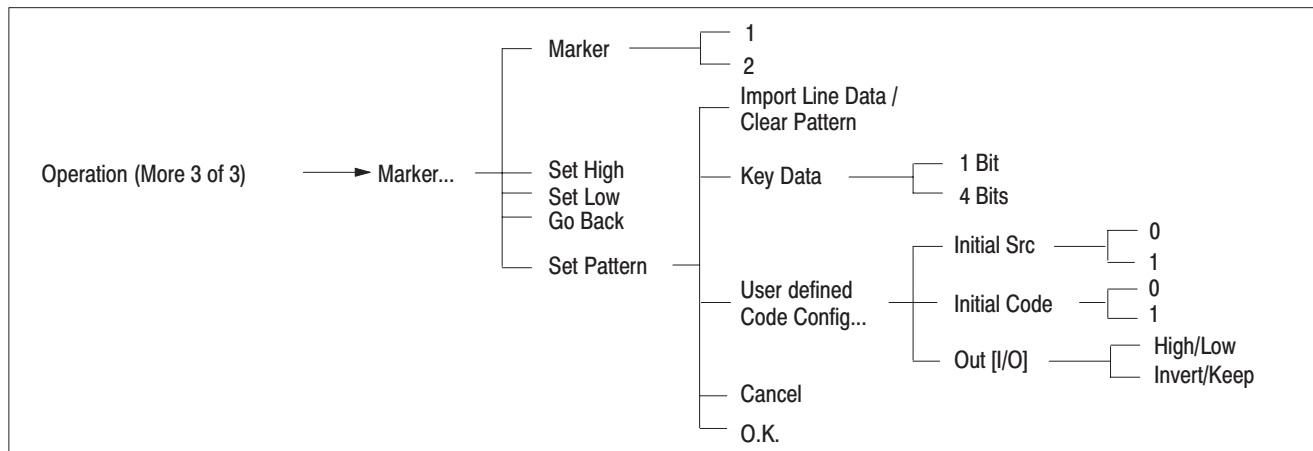 Operation (More 3 of 3)
Marker...
Marker
1
2
Set High
Set Low
Go Back
Set Pattern
Import Line Data /
Clear Pattern
Key Data
1 Bit
4 Bits
User defined
Code Config...
Initial Src
0
1
Initial Code
0
1
Out [I/O]
High/Low
Invert/Keep
Cancel
O.K.